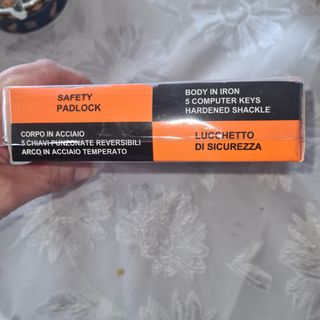 SAFETY
PADLOCK
BODY IN IRON
5 COMPUTER KEYS
HARDENED SHACKLE
CORPO IN ACCIAIO
5 CHIAVI PUNZONATE REVERSIBILI
ARCO IN ACCIAIO TEMPERATO
LUCCHETTO
DI SICUREZZA